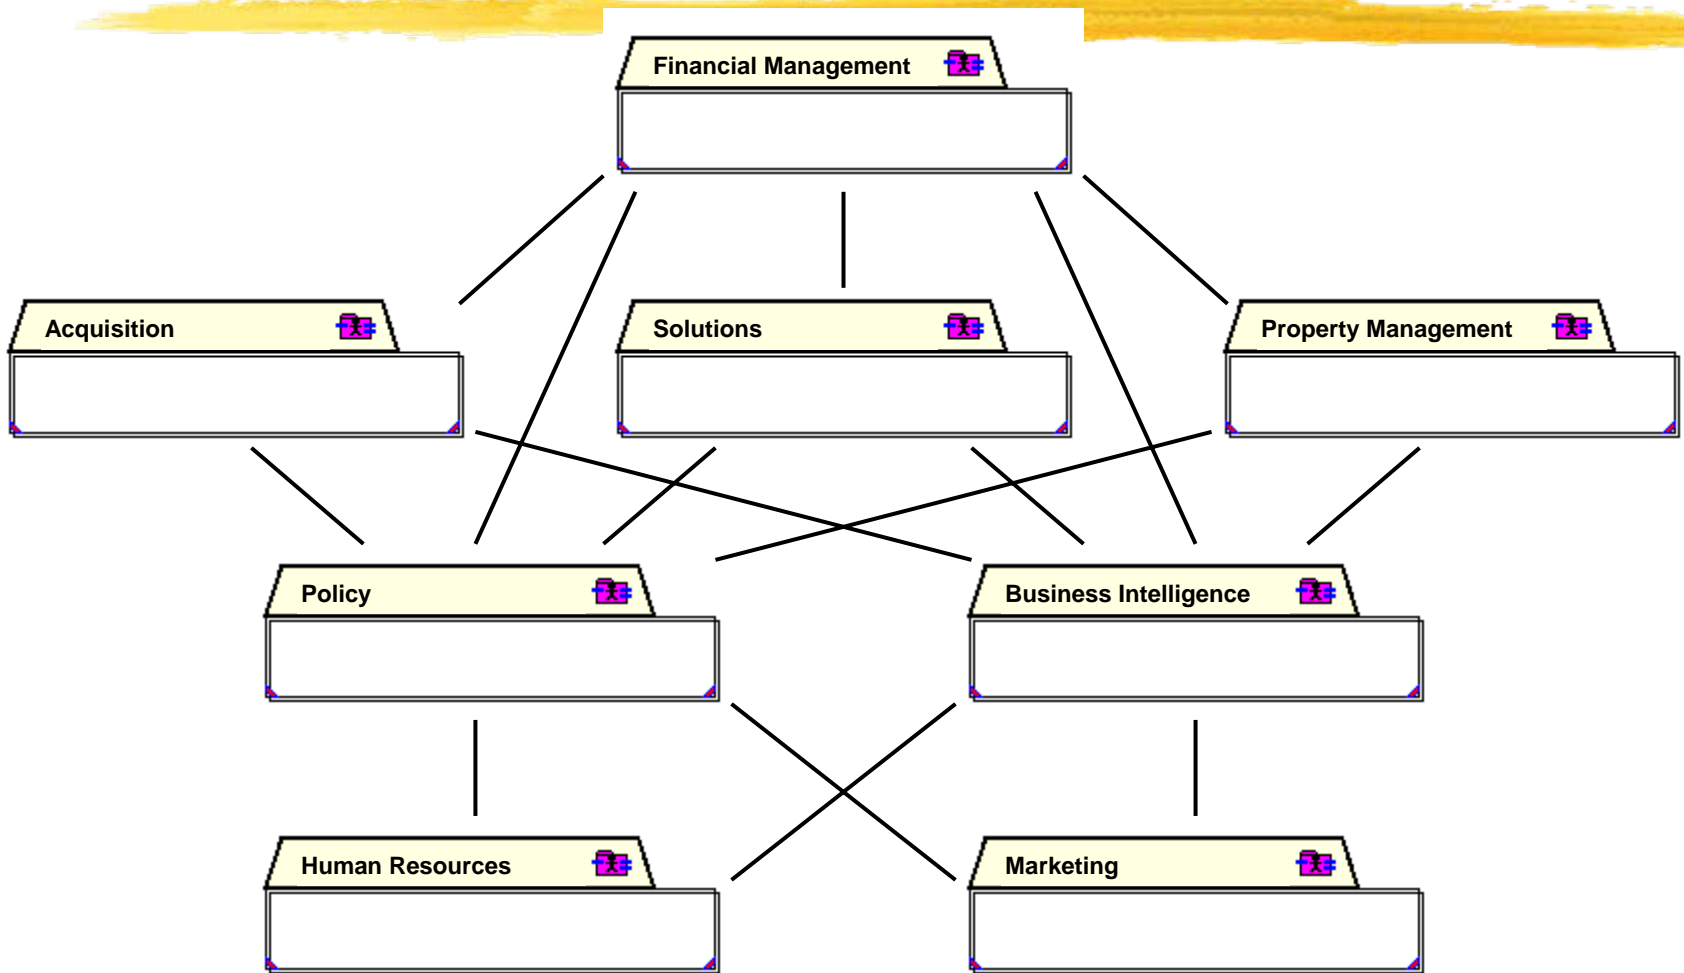 Financial Management
Acquisition
Solutions
Property Management
Policy
Business Intelligence
Human Resources
Marketing